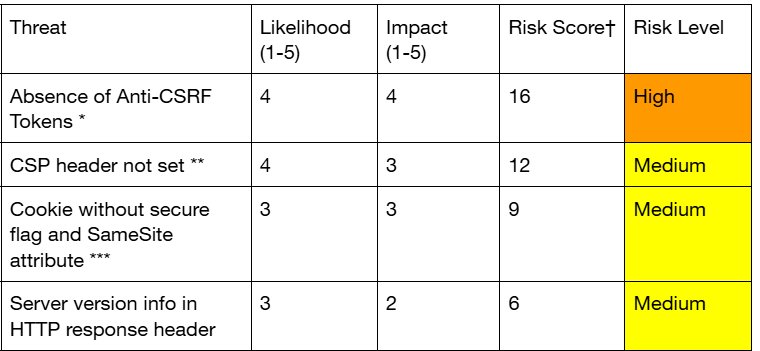 Threat Likelihood (1-5) Impact (1-5) Risk Score† Risk Level
Absence of Anti-CSRF Tokens * 4 4 16 High
CSP header not set ** 4 3 12 Medium
Cookie without secure flag and SameSite attribute *** 3 3 9 Medium
Server version info in HTTP response header 3 2 6 Medium